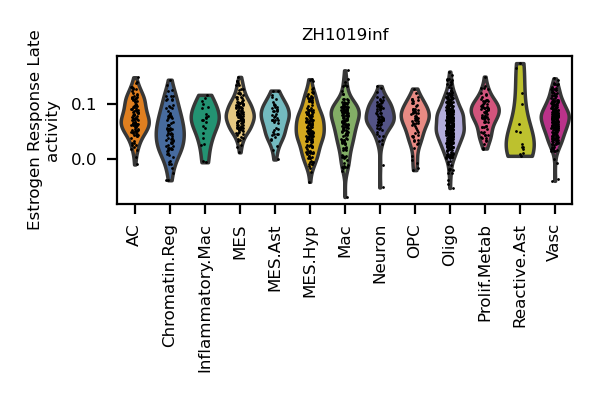 ZH1019inf
Estrogen Response Late
activity
0.1
0.0
AC
Chromatin.Reg
Inflammatory.Mac
MES
MES.Ast
MES.Hyp
Mac
Neuron
OPC
Oligo
Prolif.Metab
Reactive.Ast
Vasc